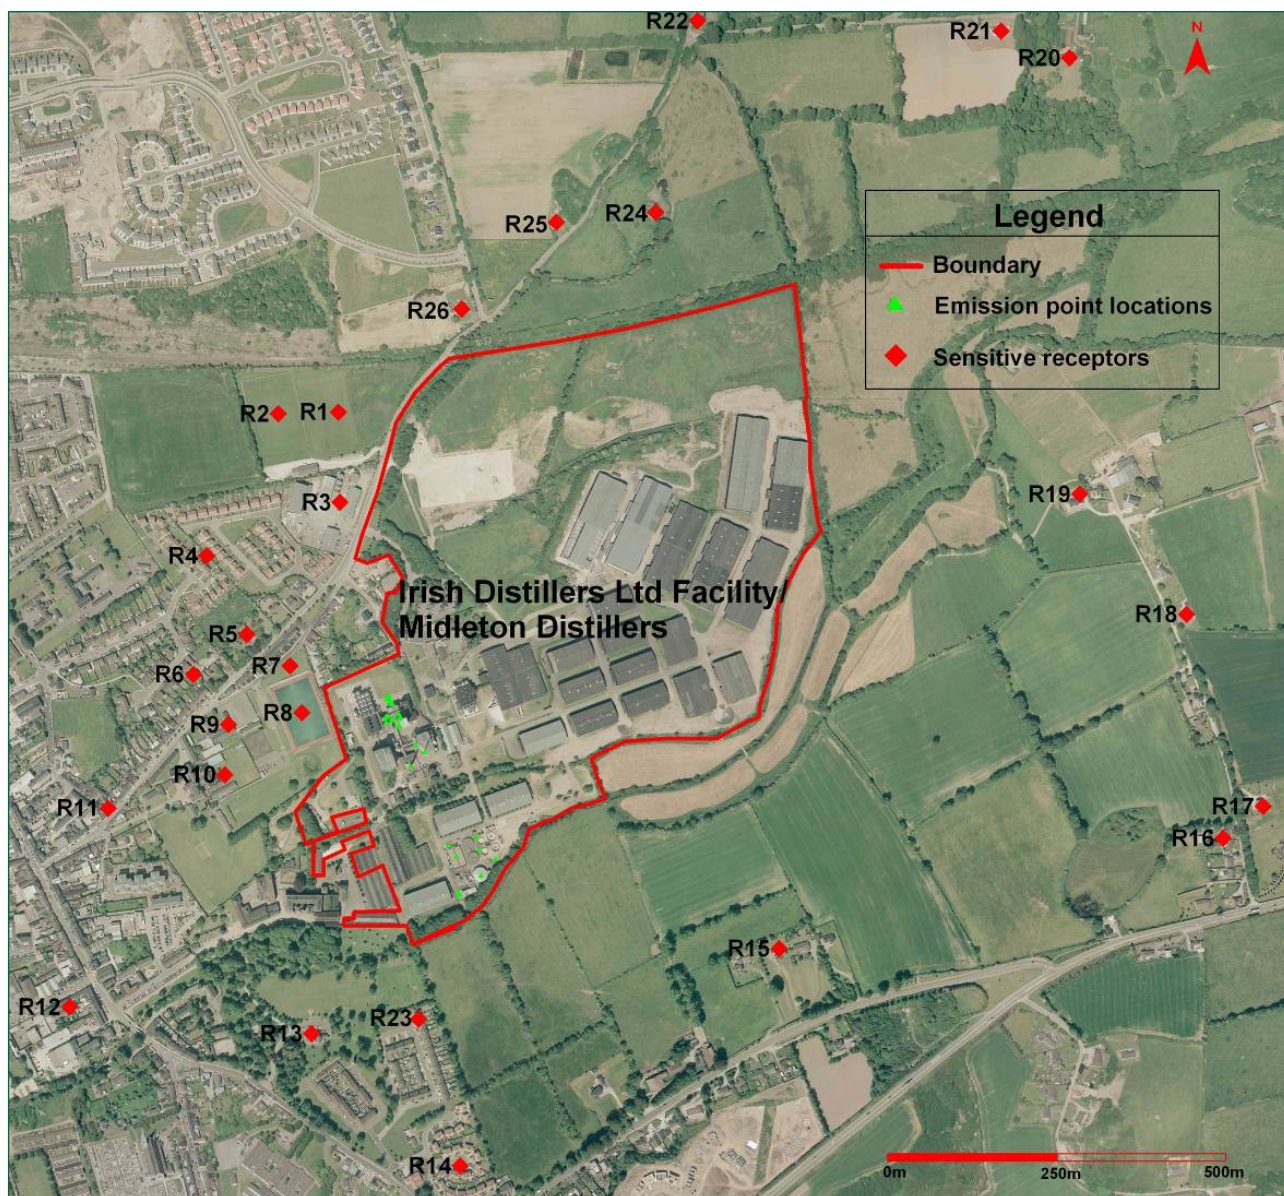 R22
R21
N
R20
R25
R24
Legend
Boundary
Emission point locations
Sensitive receptors
R26
R2
R1
R3
R19
R4
Irish Distillers Ltd Facility/
Midleton Distillers
R18
R5
R7
R6
R8
R9
R10
R11
R17
R16
R15
R12
R13
R23
R14
0m
250m
500m